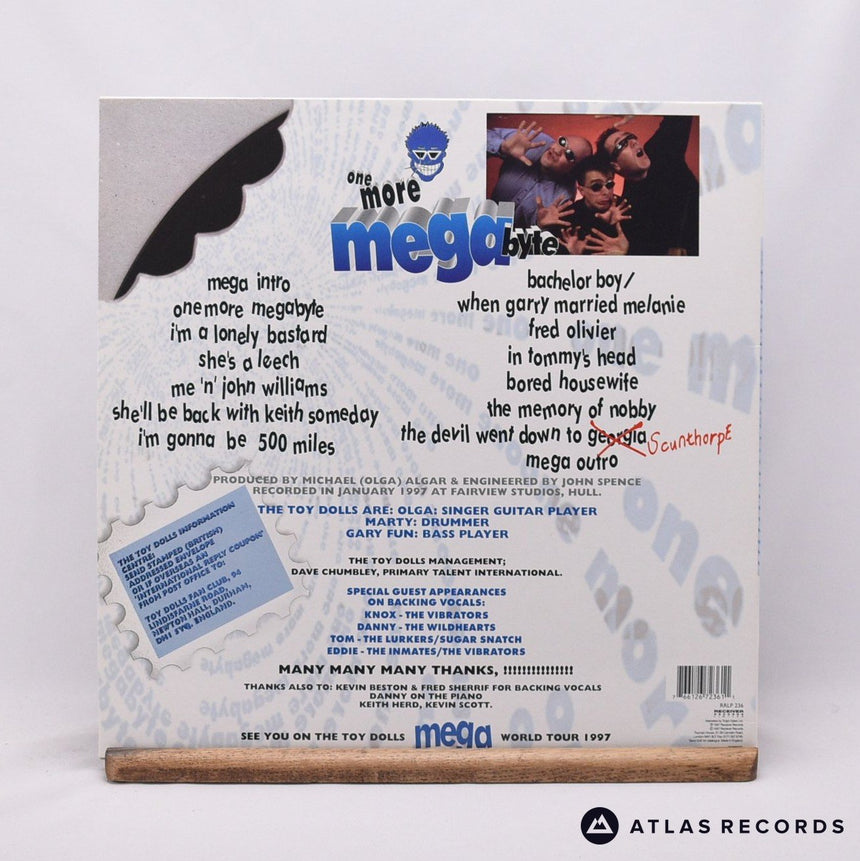 one
more
mega byte
mega intro
one more megabyte
i'm a lonely bastard
she's a leech
me 'n' john williams
she'll be back with keith someday
i'm gonna be 500 miles
bachelor boy/
when garry married melanie
fred olivier
in tommy's head
bored housewife
the memory of nobby
the devil went down to georgia Scunthorpe
mega outro
PRODUCED BY MICHAEL (OLGA) ALGAR & ENGINEERED BY JOHN SPENCE
RECORDED IN JANUARY 1997 AT FAIRVIEW STUDIOS, HULL.
THE TOY DOLLS ARE: OLGA: SINGER GUITAR PLAYER
MARTY: DRUMMER
GARY FUN: BASS PLAYER
THE TOY DOLLS INFORMATION
CENTRE:
SEND STAMPED (BRITISH)
ADDRESSED ENVELOPE
OR IF OVERSEAS AN
'INTERNATIONAL REPLY COUPON'
FROM POST OFFICE TO:
TOY DOLLS FAN CLUB, 94
LINDISFARNE ROAD,
NEWTON HALL, DURHAM,
DH1 5YQ. ENGLAND.
THE TOY DOLLS MANAGEMENT;
DAVE CHUMBLEY, PRIMARY TALENT INTERNATIONAL.
SPECIAL GUEST APPEARANCES
ON BACKING VOCALS:
KNOX - THE VIBRATORS
DANNY - THE WILDHEARTS
TOM - THE LURKERS/SUGAR SNATCH
EDDIE - THE INMATES/THE VIBRATORS
MANY MANY MANY THANKS, !!!!!!!!!!!!!!!
THANKS ALSO TO: KEVIN BESTON & FRED SHERRIF FOR BACKING VOCALS
DANNY ON THE PIANO
KEITH HERD, KEVIN SCOTT.
SEE YOU ON THE TOY DOLLS mega WORLD TOUR 1997
7 66126 72361 1
RRLP 236
RECEIVER
RECORDS
ATLAS RECORDS